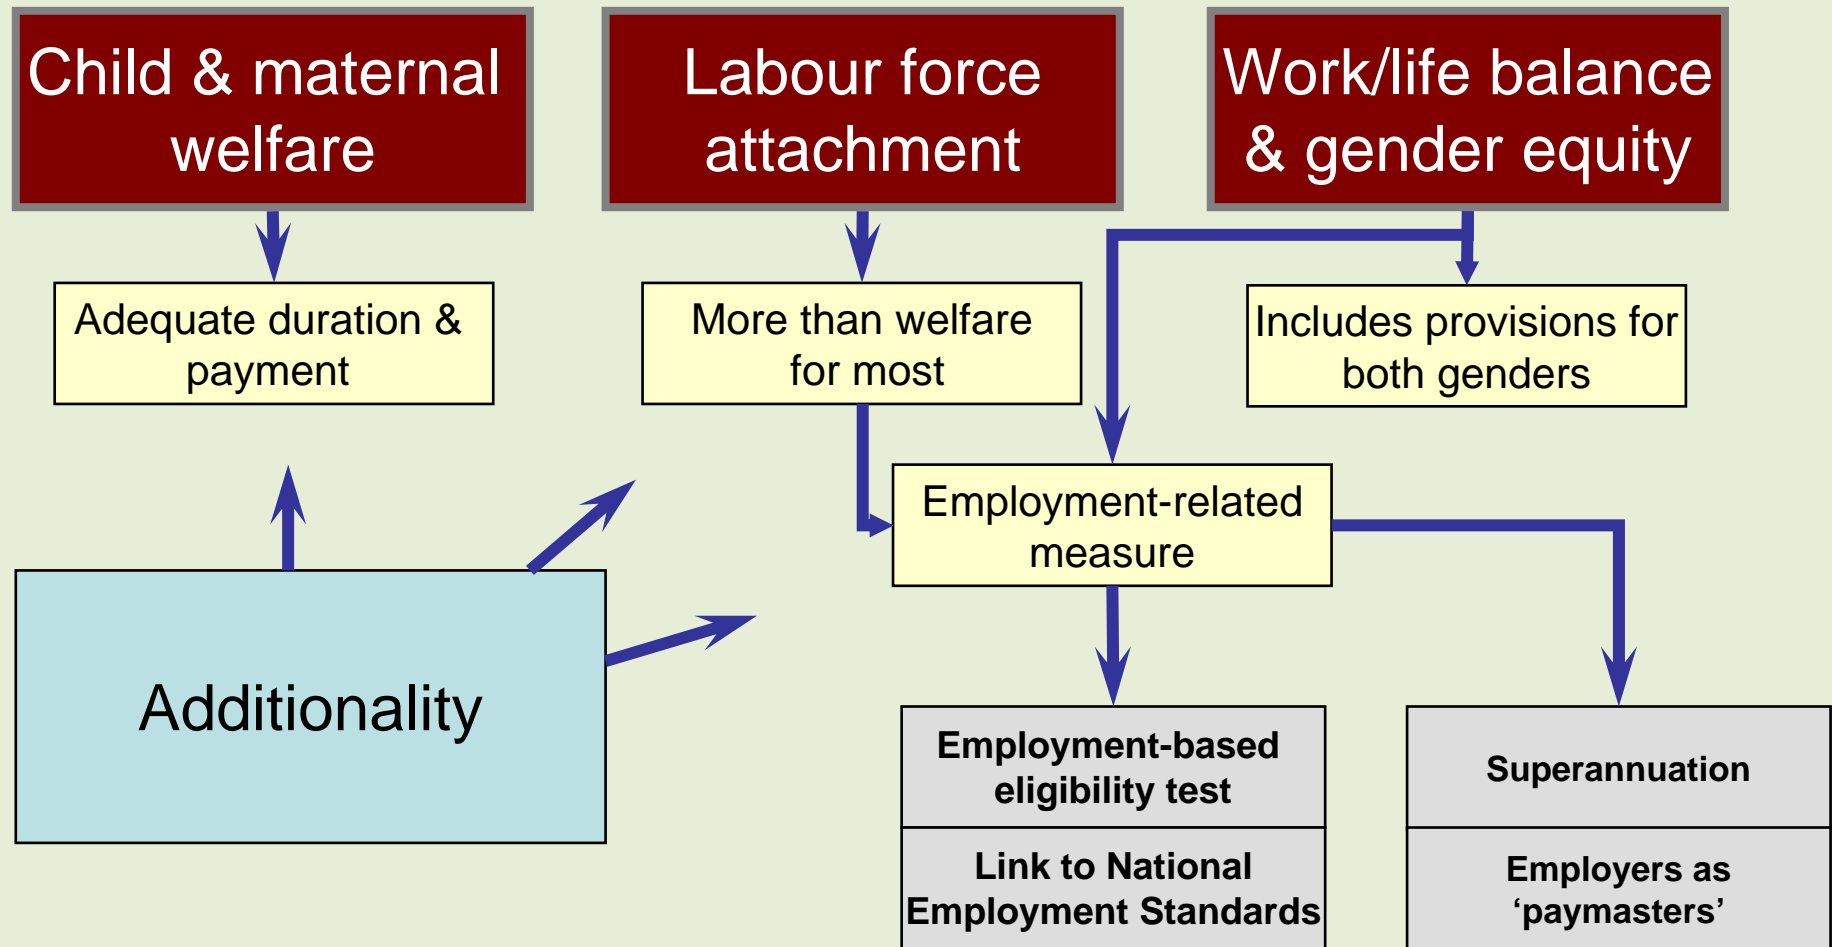 Child & maternal
welfare
Labour force
attachment
Work/life balance
& gender equity
Adequate duration &
payment
More than welfare
for most
Includes provisions for
both genders
Employment-related
measure
Additionality
Employment-based
eligibility test
Superannuation
Link to National
Employment Standards
Employers as
‘paymasters’